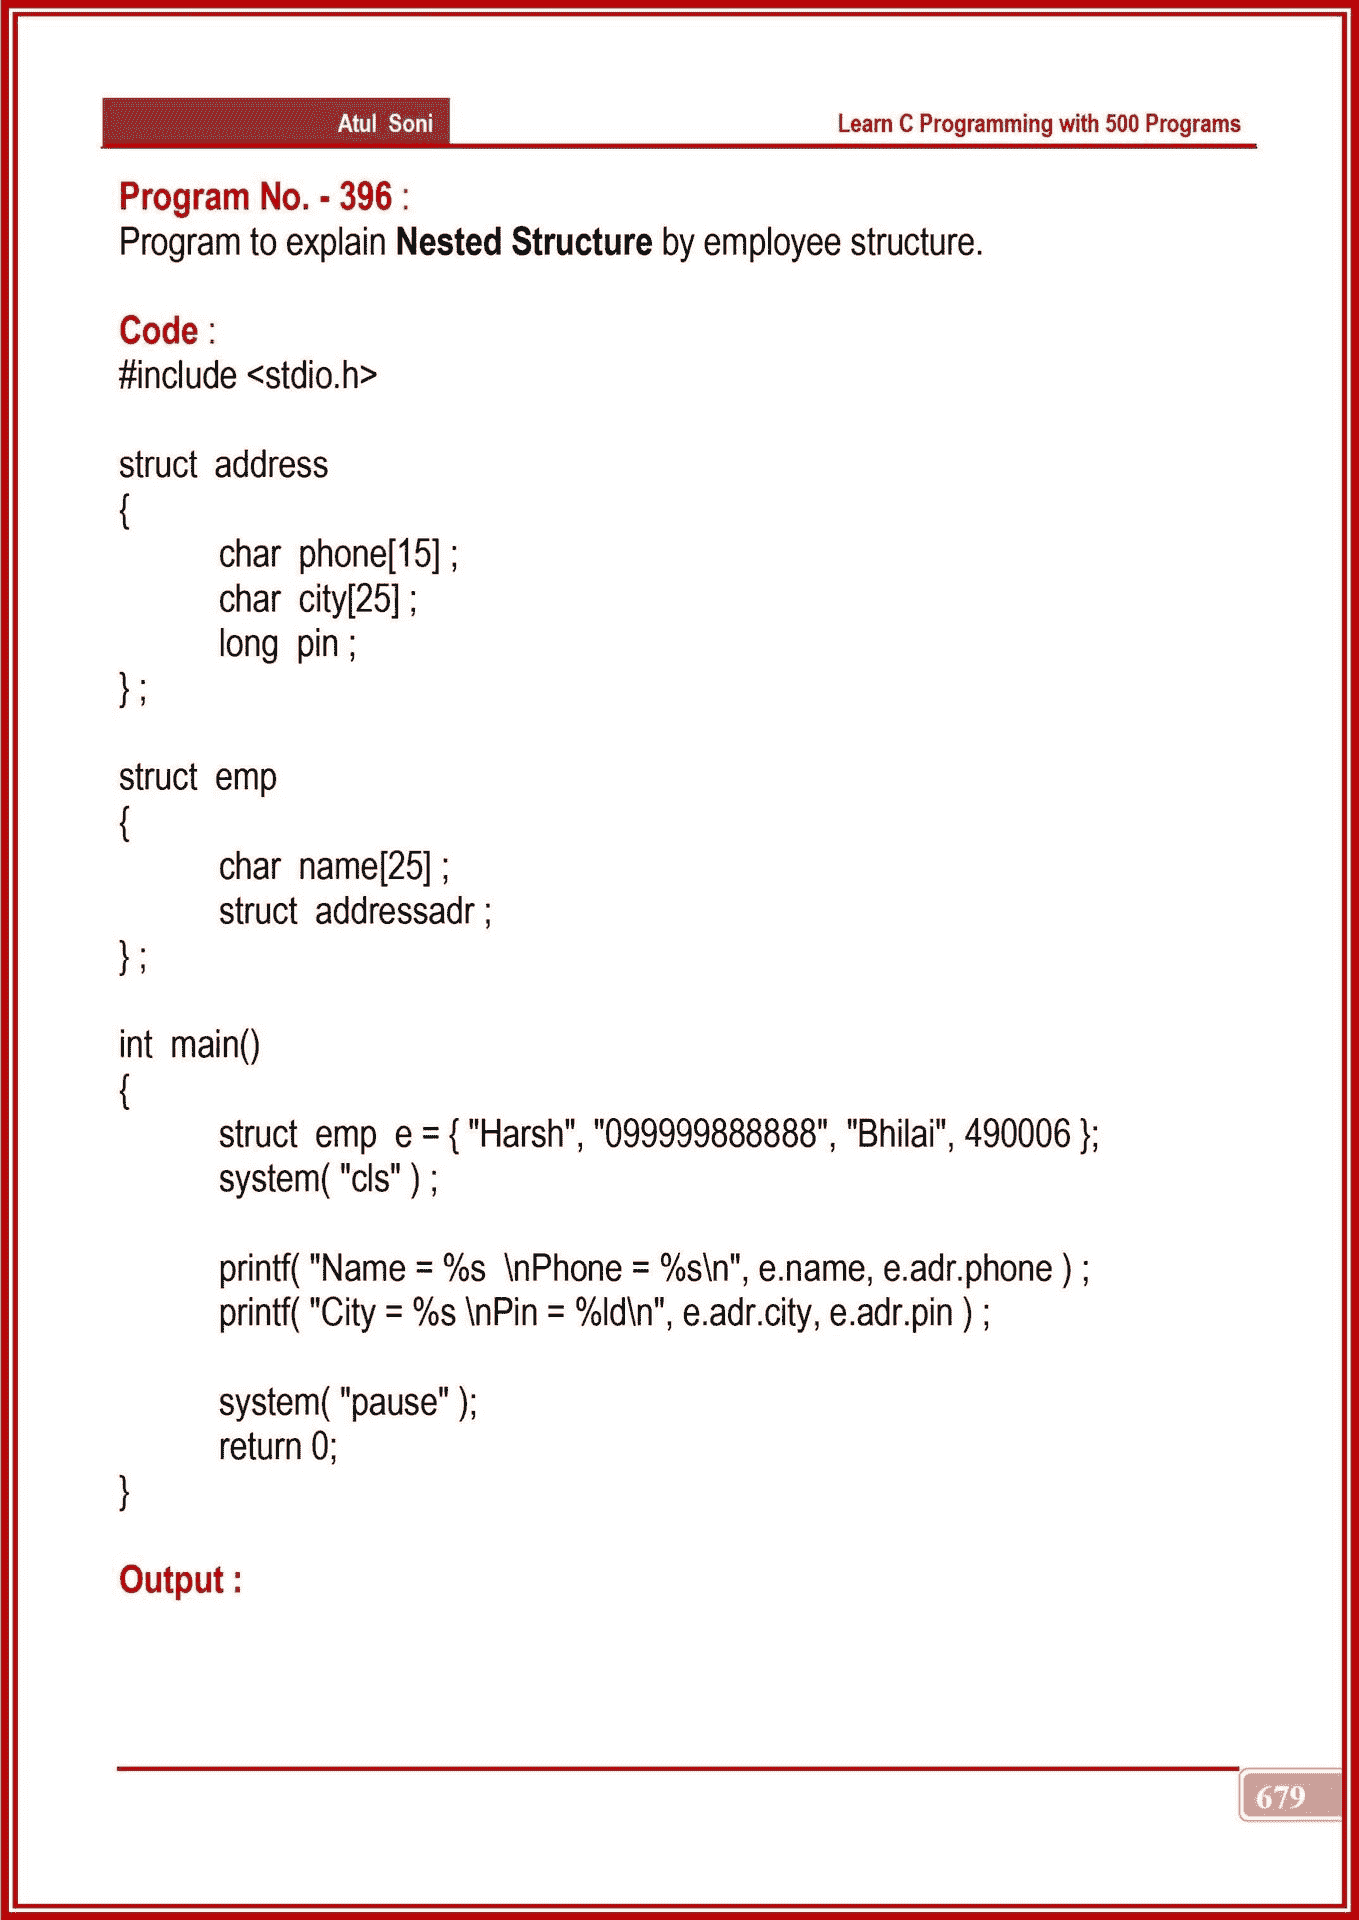 Atul Soni
Learn C Programming with 500 Programs
Program No. - 396 :
Program to explain Nested Structure by employee structure.
Code :
#include <stdio.h>
struct address
{
char phone[15] ;
char city[25] ;
long pin ;
} ;
struct emp
{
char name[25] ;
struct addressadr ;
} ;
int main()
{
struct emp e = { "Harsh", "099999888888", "Bhilai", 490006 };
system( "cls" ) ;
printf( "Name = %s \nPhone = %s\n", e.name, e.adr.phone ) ;
printf( "City = %s \nPin = %ld\n", e.adr.city, e.adr.pin ) ;
system( "pause" );
return 0;
}
Output :
679